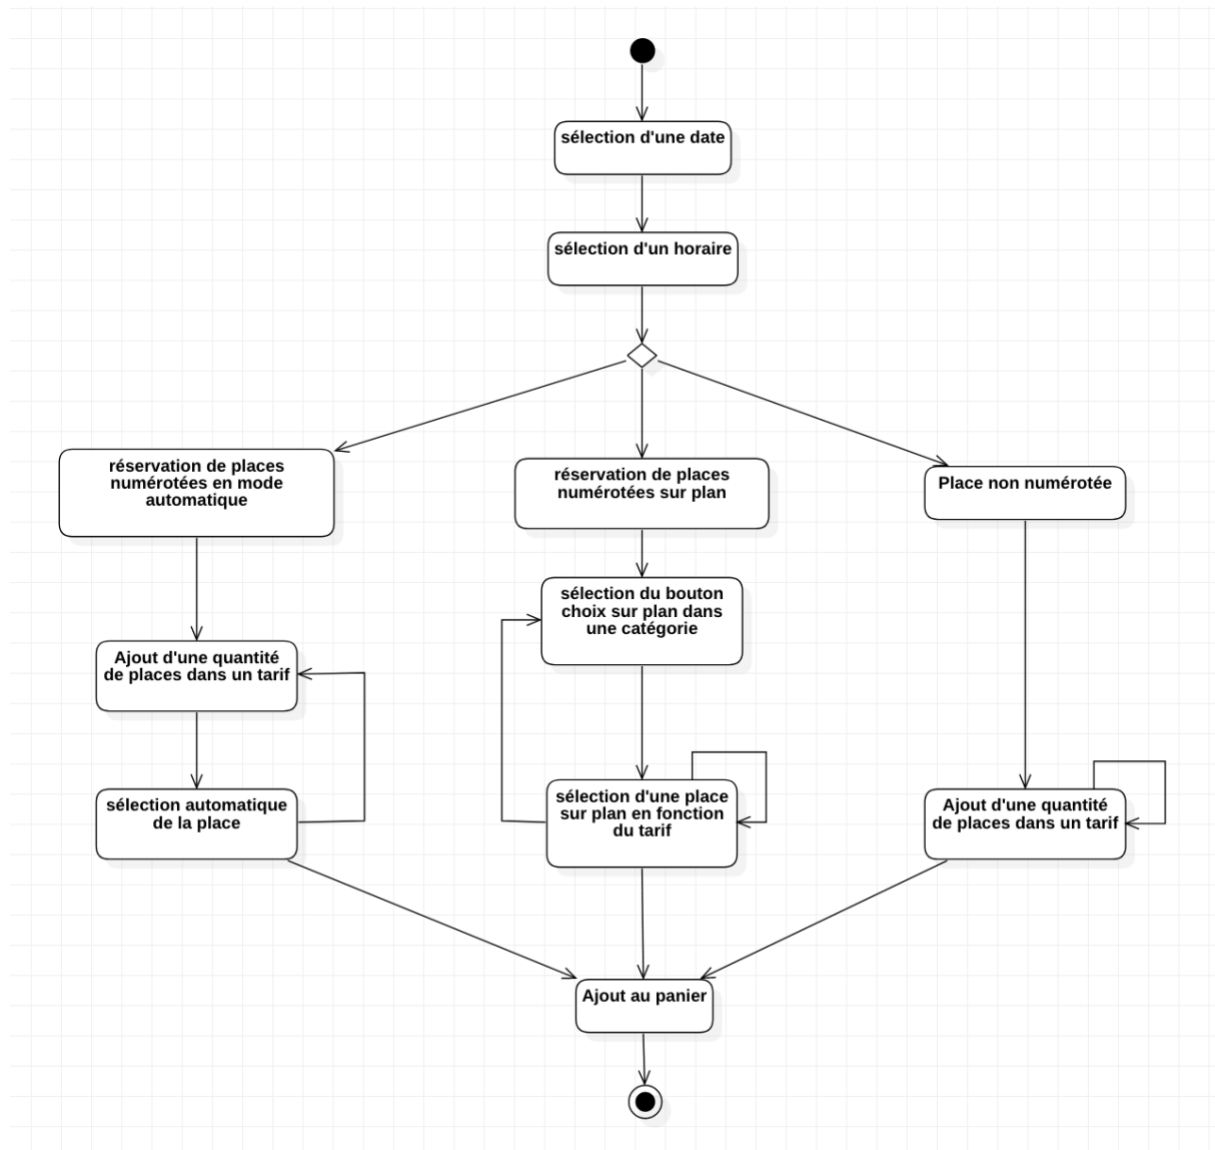 sélection d'une date
sélection d'un horaire
réservation de places
numérotées en mode
automatique
réservation de places
numérotées sur plan
Place non numérotée
sélection du bouton
choix sur plan dans
une catégorie
Ajout d'une quantité
de places dans un tarif
sélection automatique
de la place
sélection d'une place
sur plan en fonction
du tarif
Ajout d'une quantité
de places dans un tarif
Ajout au panier